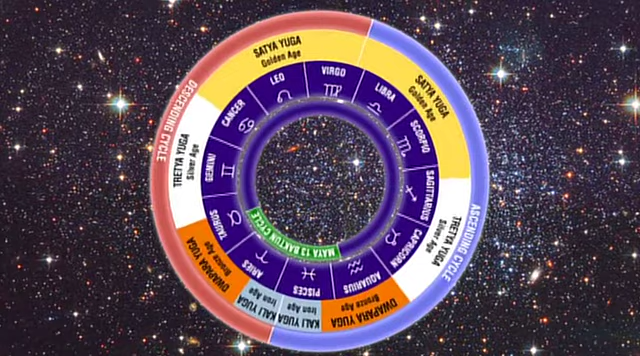 SATYA YUGA
Golden Age
SATYA YUGA
Golden Age
DESCENDING CYCLE
ASCENDING CYCLE
TRETYA YUGA
Silver Age
TRETYA YUGA
Silver Age
DWAPARA YUGA
Bronze Age
DWAPARA YUGA
Bronze Age
KALI YUGA
Iron Age
KALI YUGA
Iron Age
LEO
VIRGO
LIBRA
SCORPIO
SAGITTARIUS
CAPRICORN
AQUARIUS
PISCES
ARIES
TAURUS
GEMINI
CANCER
MAYA 13 BAKTUN CYCLE